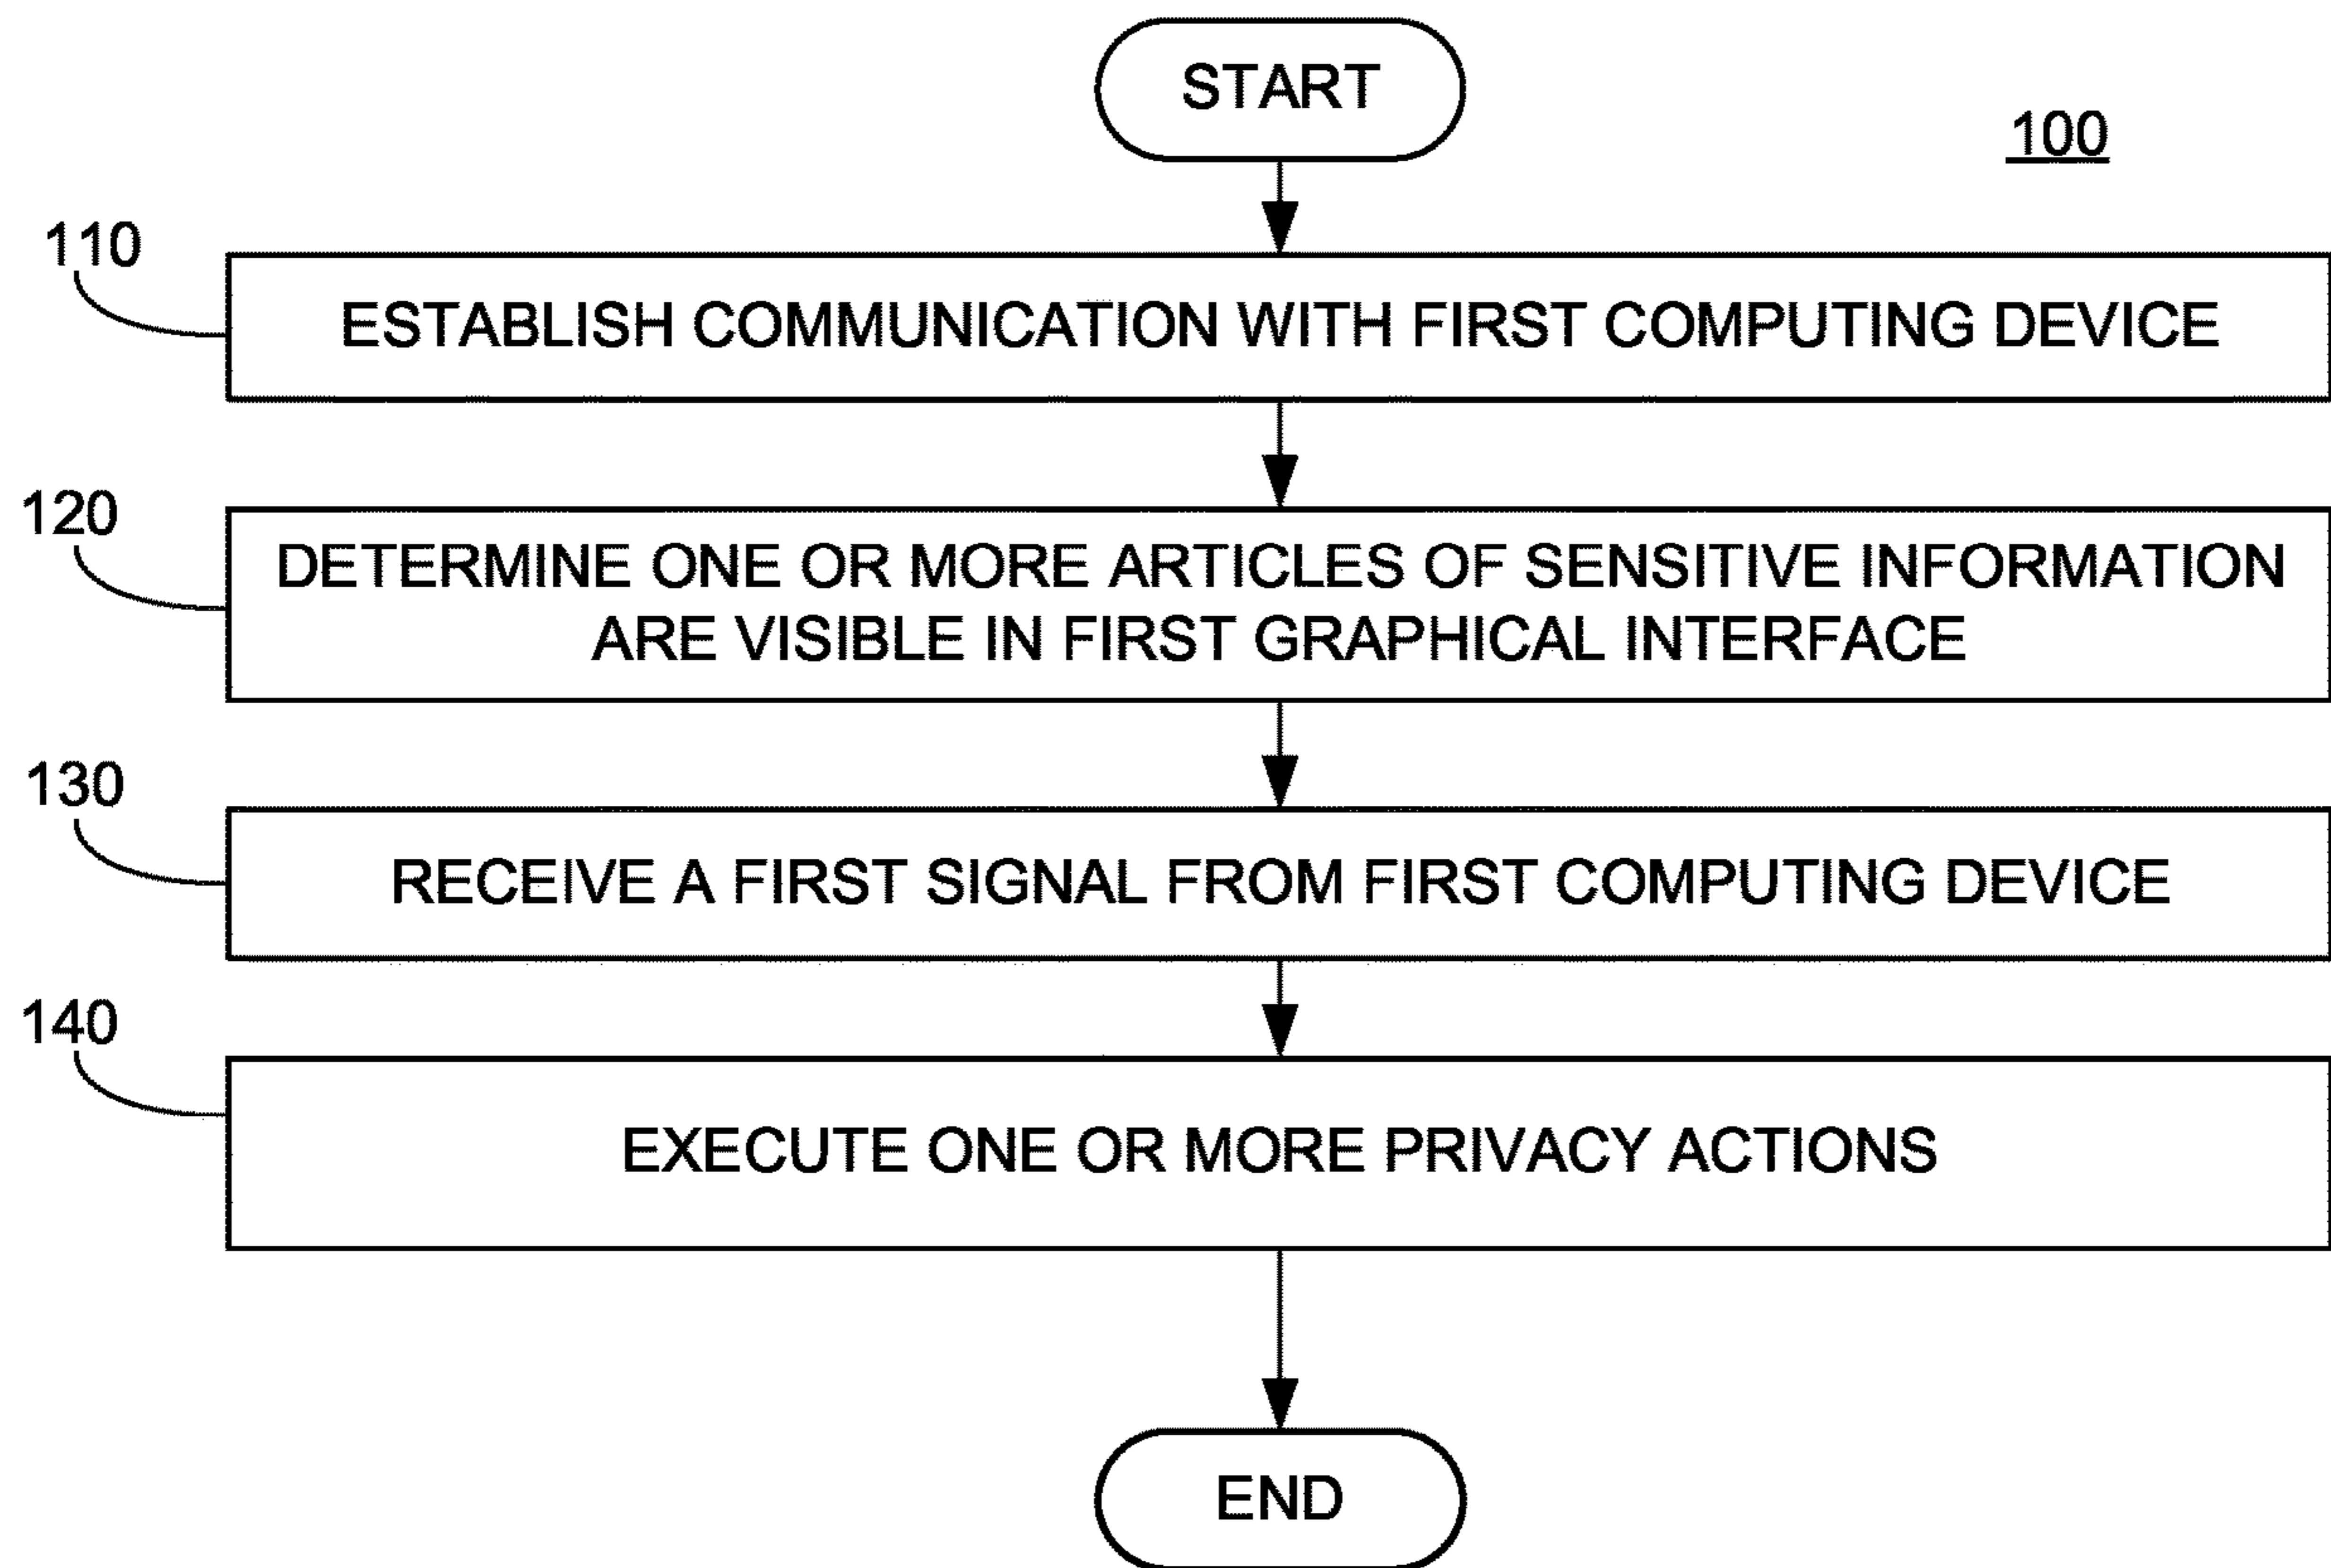 START
100
110
ESTABLISH COMMUNICATION WITH FIRST COMPUTING DEVICE
120
DETERMINE ONE OR MORE ARTICLES OF SENSITIVE INFORMATION
ARE VISIBLE IN FIRST GRAPHICAL INTERFACE
130
RECEIVE A FIRST SIGNAL FROM FIRST COMPUTING DEVICE
140
EXECUTE ONE OR MORE PRIVACY ACTIONS
END